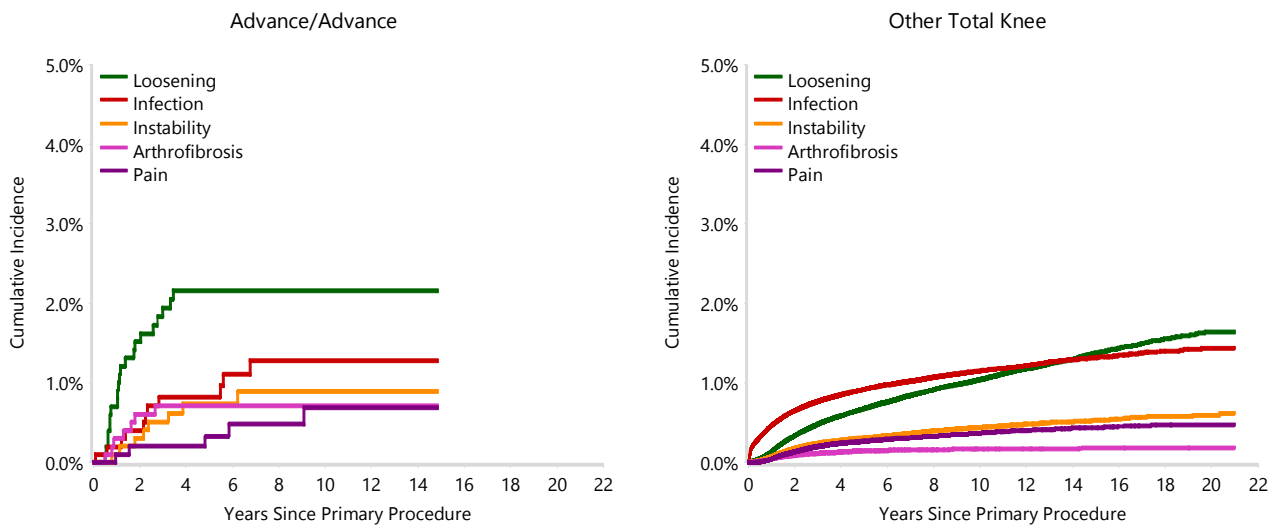 Advance/Advance
5.0%
4.0%
3.0%
2.0%
1.0%
0.0%
Cumulative Incidence
Loosening
Infection
Instability
Arthrofibrosis
Pain
0 2 4 6 8 10 12 14 16 18 20 22
Years Since Primary Procedure
Other Total Knee
5.0%
4.0%
3.0%
2.0%
1.0%
0.0%
Cumulative Incidence
Loosening
Infection
Instability
Arthrofibrosis
Pain
0 2 4 6 8 10 12 14 16 18 20 22
Years Since Primary Procedure